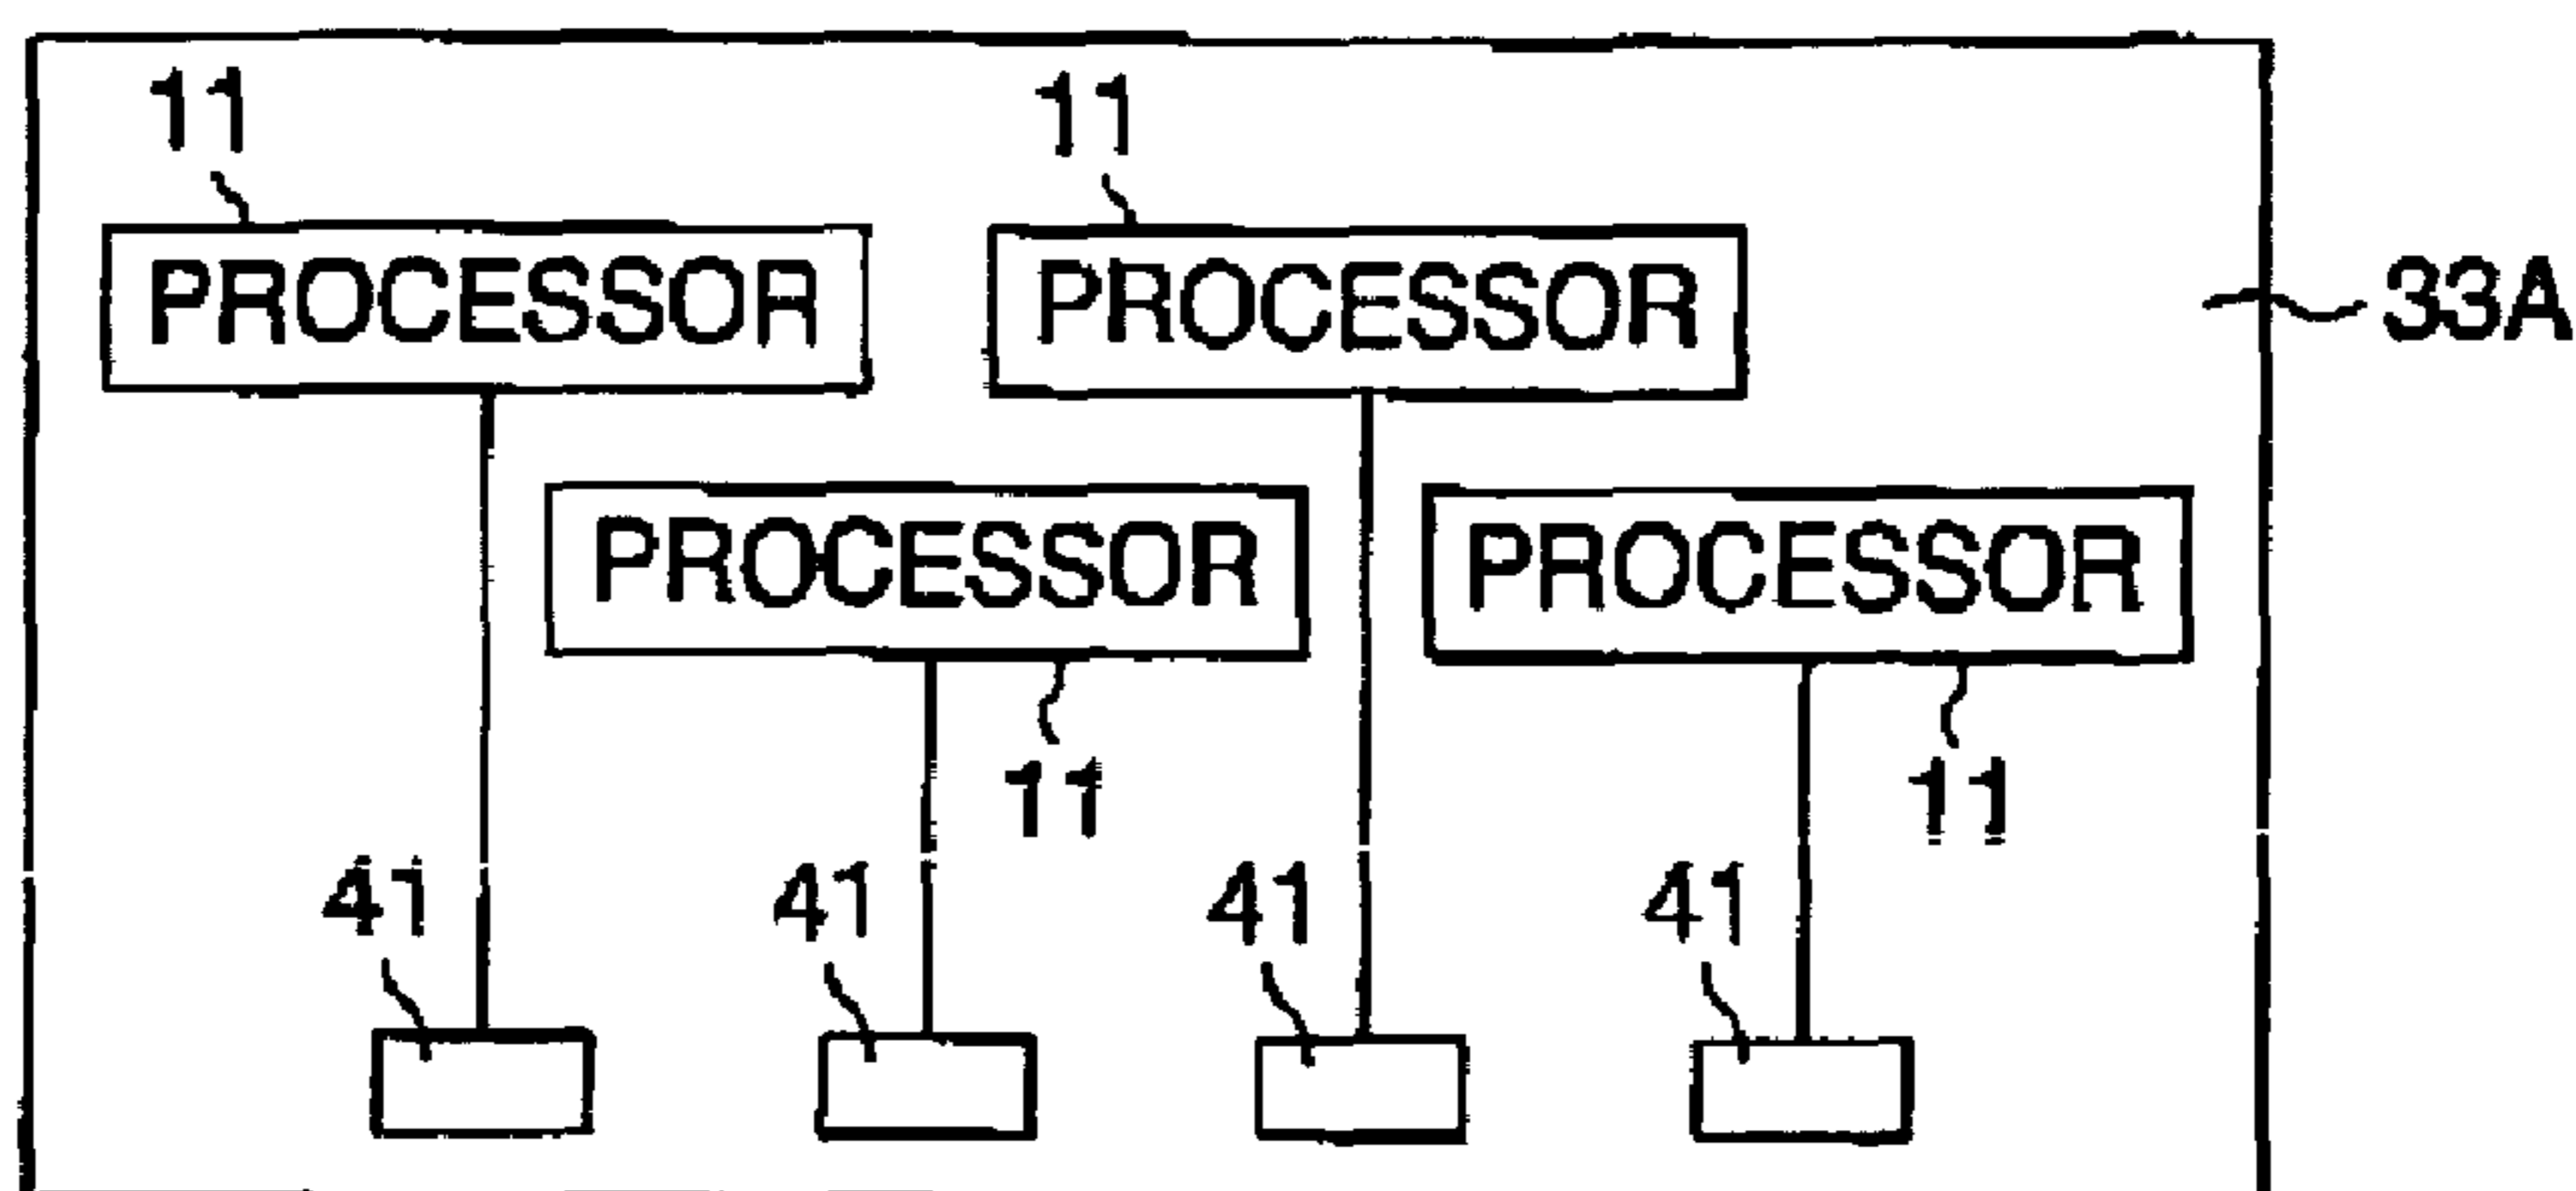 11 11
PROCESSOR PROCESSOR 33A
PROCESSOR PROCESSOR
11 11
41 41 41 41